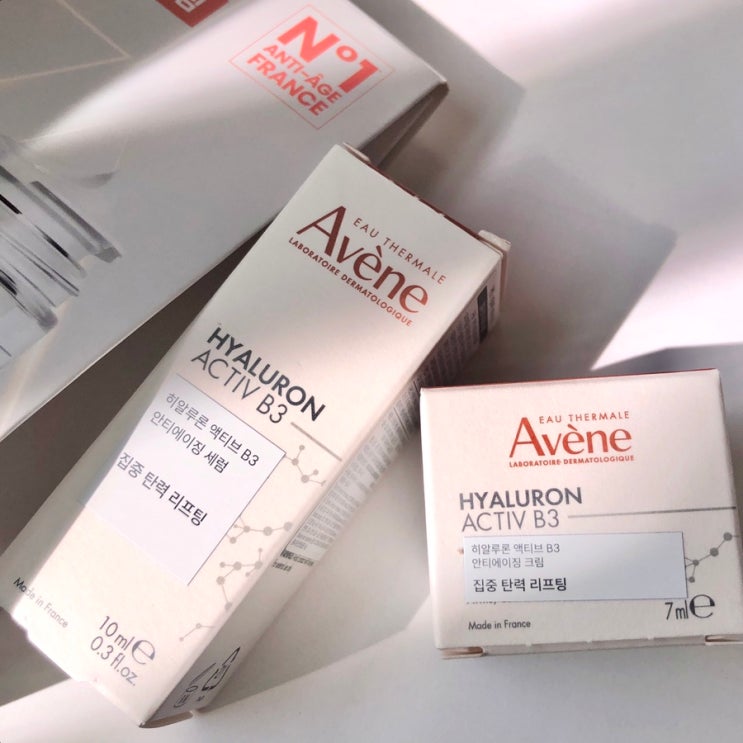 Nº1
ANTI-ÂGE
FRANCE
EAU THERMALE
Avène
LABORATOIRE DERMATOLOGIQUE
HYALURON
ACTIV B3
히알루론 액티브 B3
안티에이징 세럼
집중 탄력 리프팅
Made in France
10 ml e
0.3 fl.oz.
EAU THERMALE
Avène
LABORATOIRE DERMATOLOGIQUE
HYALURON
ACTIV B3
히알루론 액티브 B3
안티에이징 크림
집중 탄력 리프팅
7ml e
Made in France